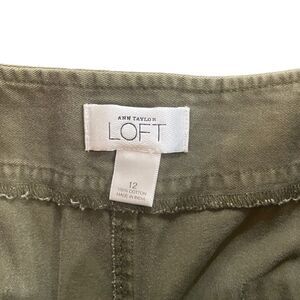 ANN TAYLOR
LOFT
12
100% COTTON
MADE IN INDIA